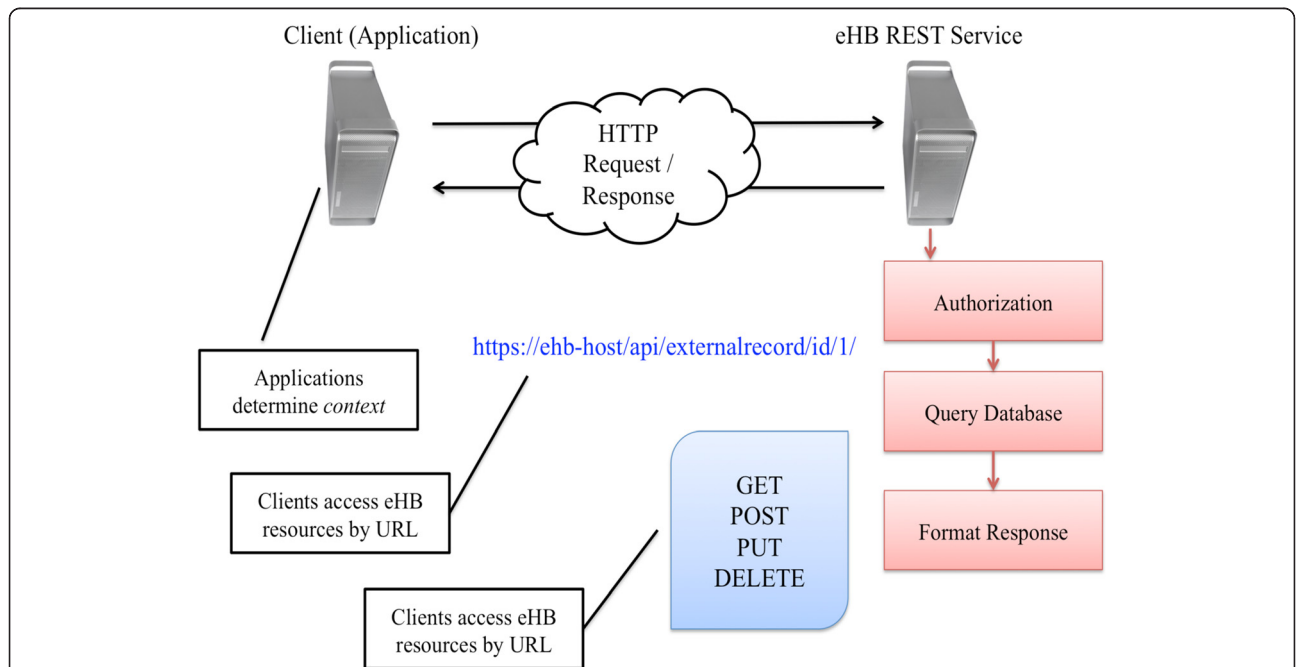 Client (Application)
eHB REST Service
HTTP
Request /
Response
Authorization
https://ehb-host/api/externalrecord/id/1/
Applications
determine context
Query Database
Clients access eHB
resources by URL
GET
POST
PUT
DELETE
Format Response
Clients access eHB
resources by URL